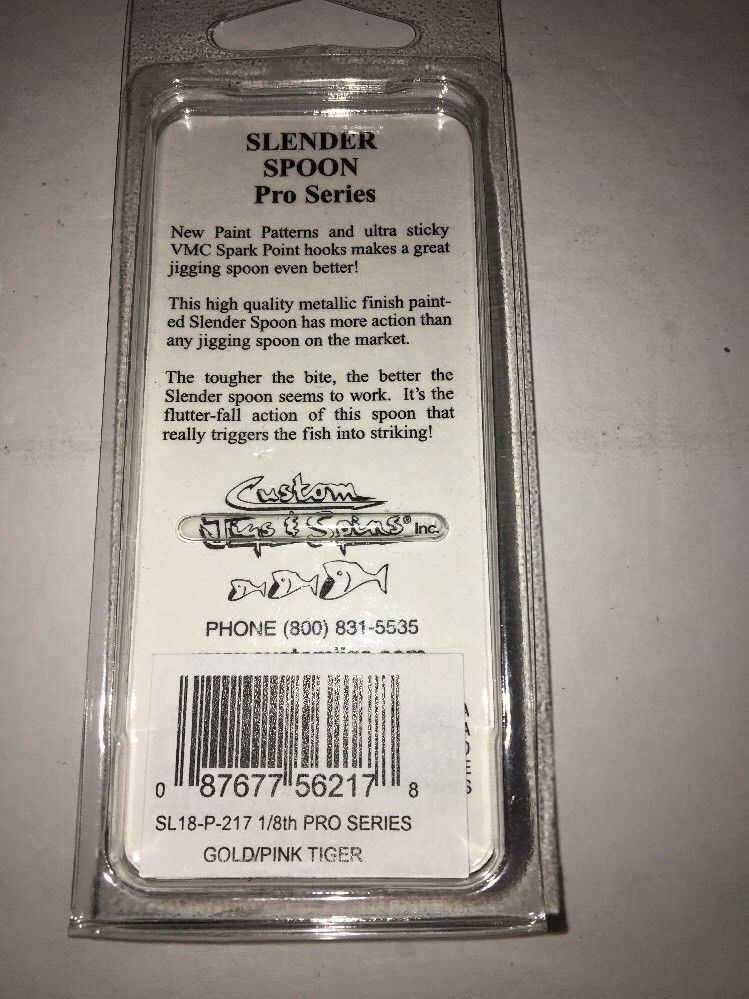 SLENDER
SPOON
Pro Series
New Paint Patterns and ultra sticky
VMC Spark Point hooks makes a great
jigging spoon even better!
This high quality metallic finish paint-
ed Slender Spoon has more action than
any jigging spoon on the market.
The tougher the bite, the better the
Slender spoon seems to work. It's the
flutter-fall action of this spoon that
really triggers the fish into striking!
Custom
Jigs & Spins® Inc.
PHONE (800) 831-5535
0 87677 56217 8
SL18-P-217 1/8th PRO SERIES
GOLD/PINK TIGER